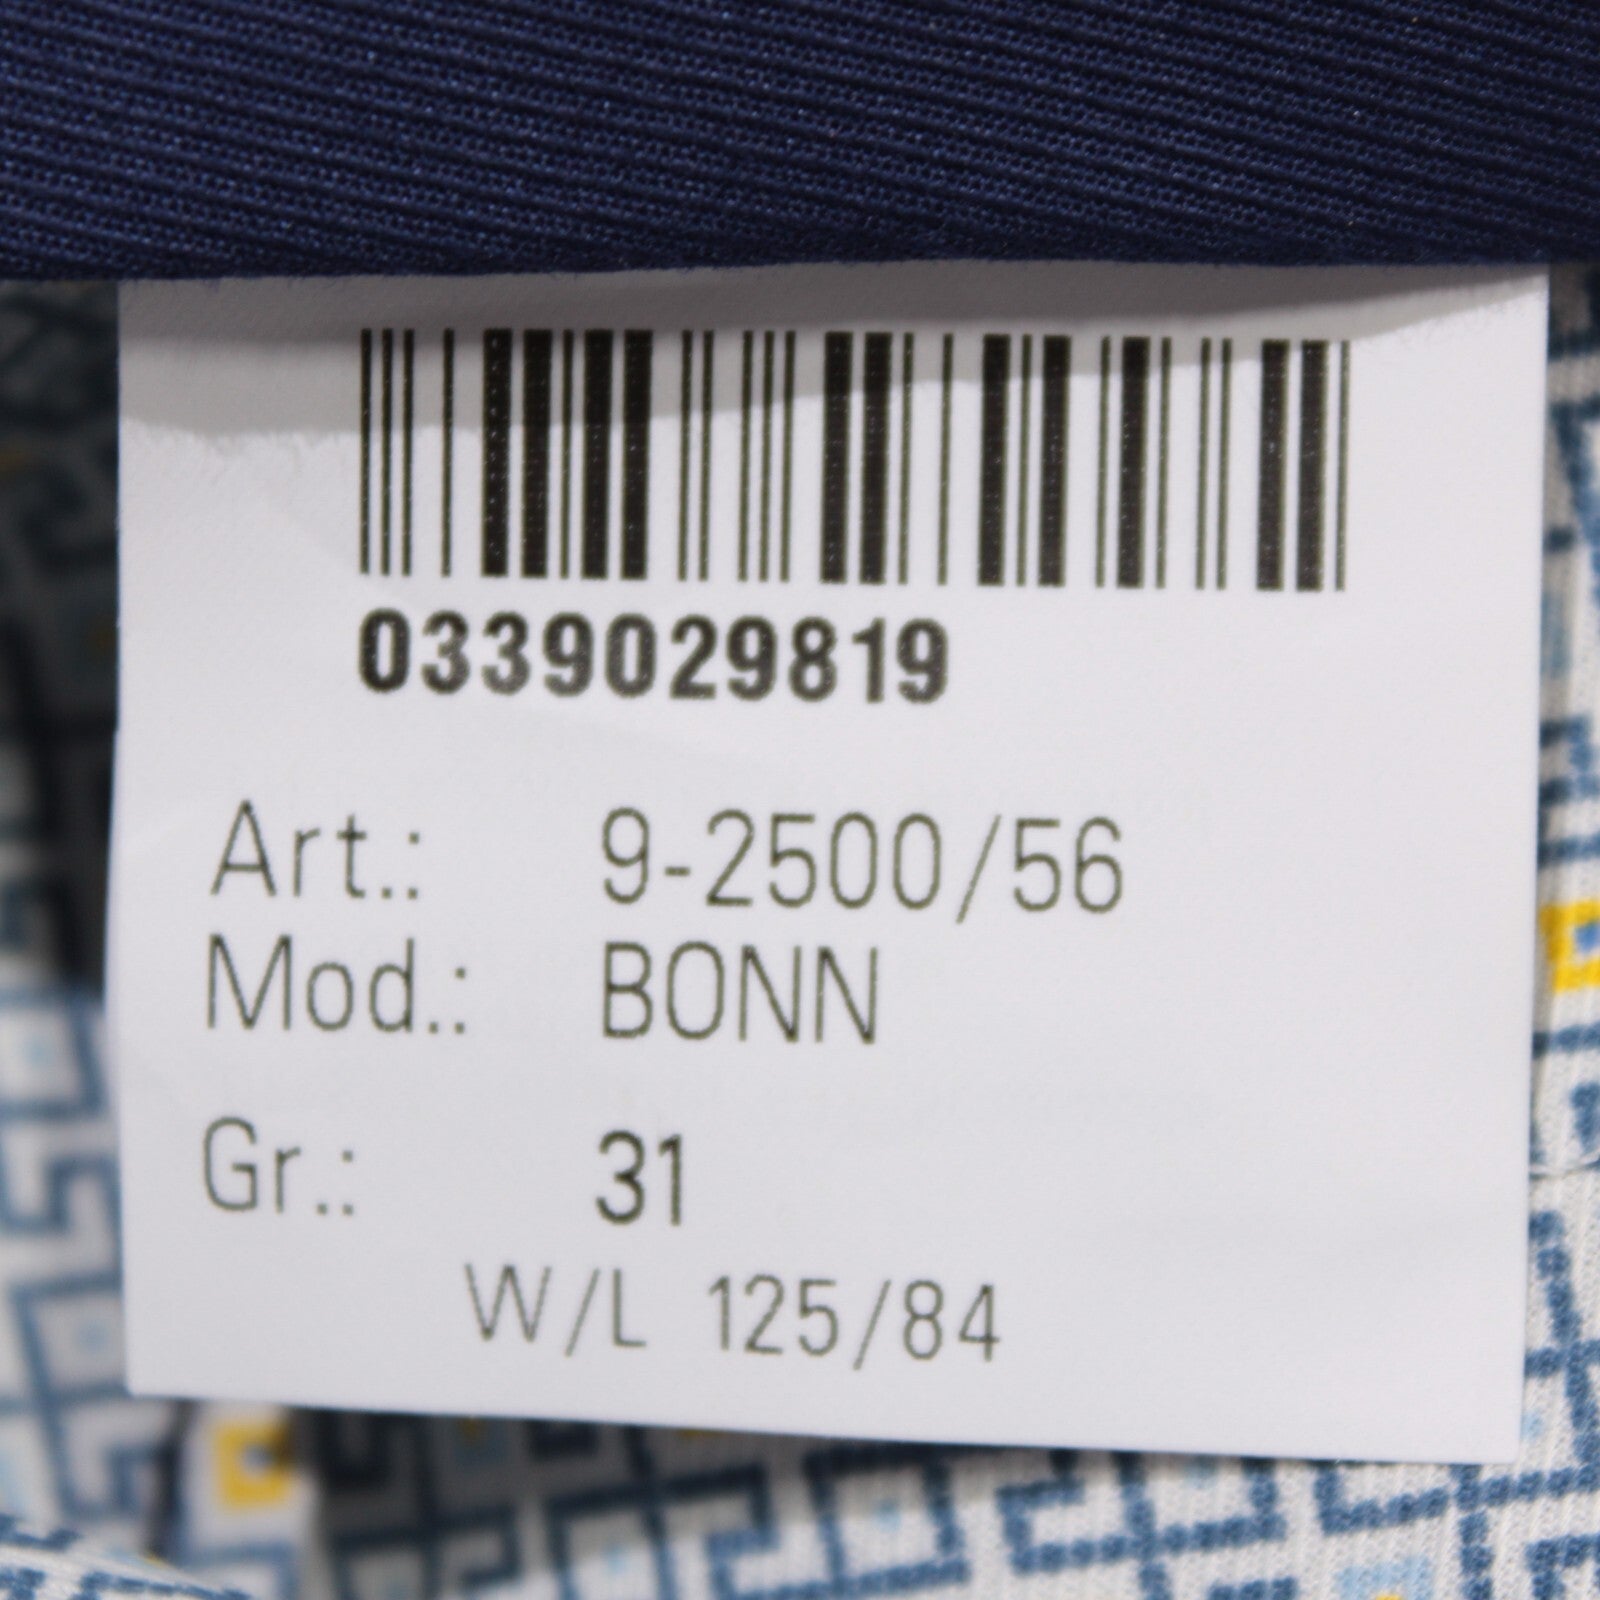 0339029819
Art.: 9-2500/56
Mod.: BONN
Gr.: 31
W/L 125/84